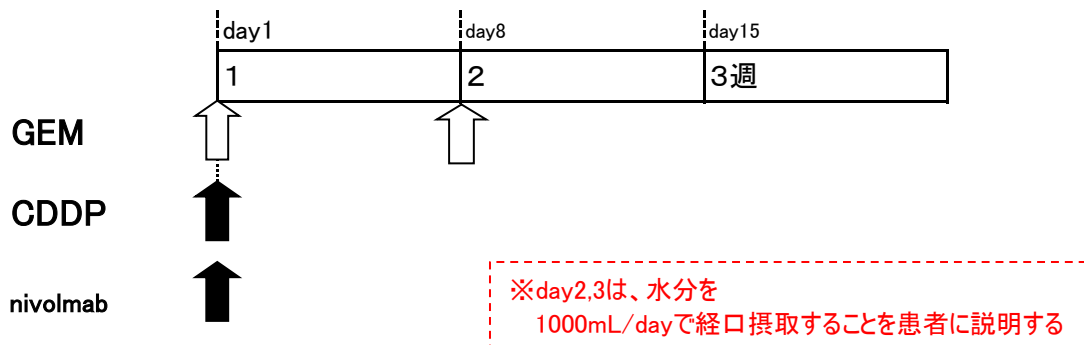 day1 day8 day15
1 2 3週
GEM
CDDP
nivolmab
※day2,3は、水分を
1000mL/dayで経口摂取することを患者に説明する